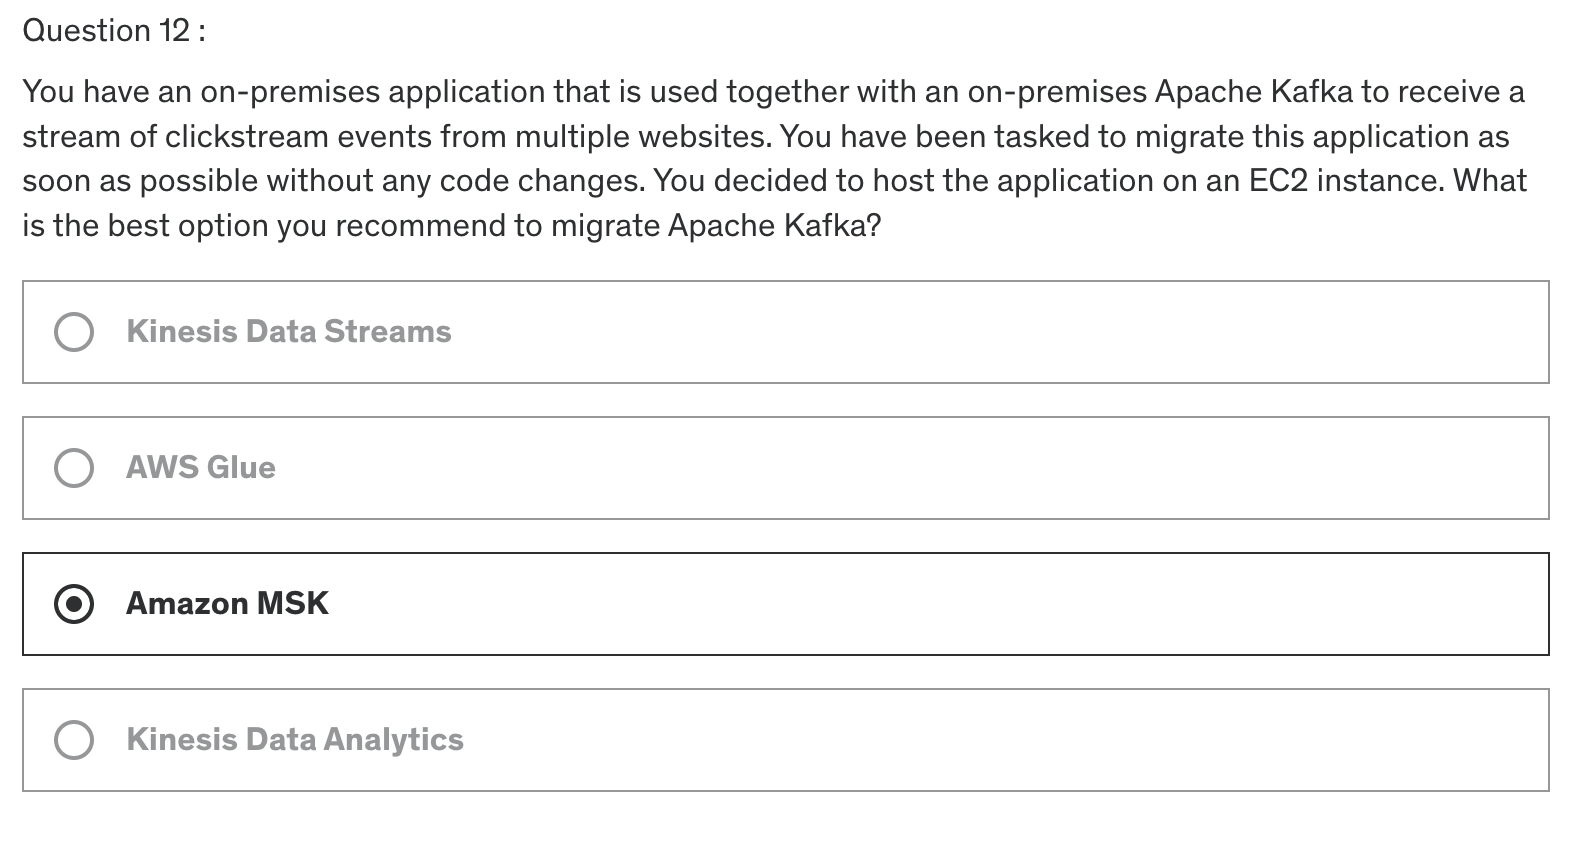 Question 12 :
You have an on-premises application that is used together with an on-premises Apache Kafka to receive a
stream of clickstream events from multiple websites. You have been tasked to migrate this application as
soon as possible without any code changes. You decided to host the application on an EC2 instance. What
is the best option you recommend to migrate Apache Kafka?
Kinesis Data Streams
AWS Glue
Amazon MSK
Kinesis Data Analytics